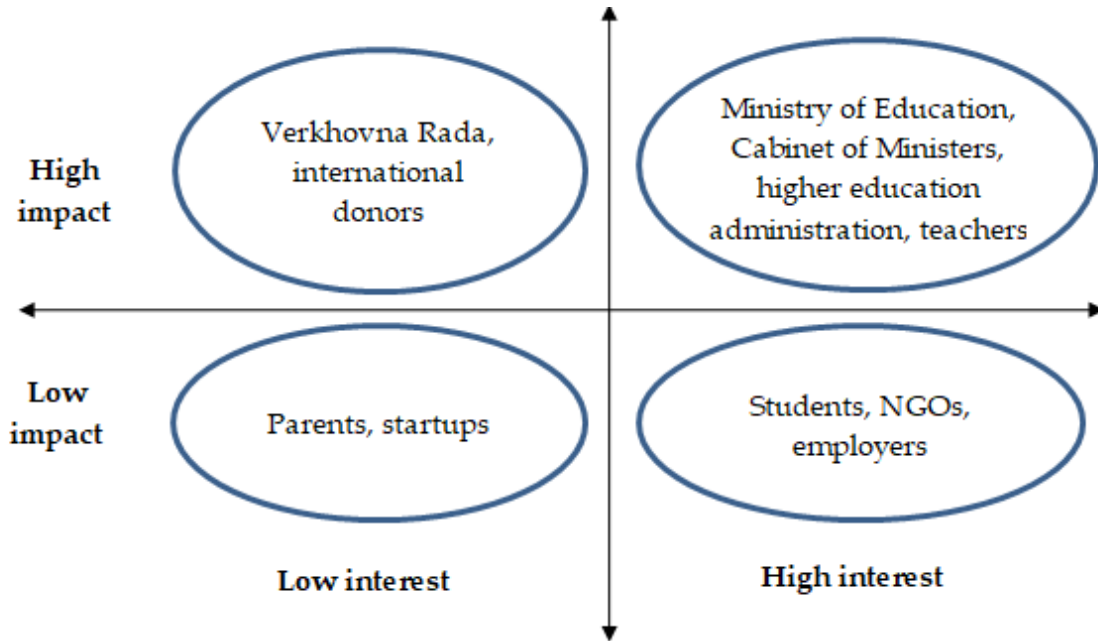 High
impact
Verkhovna Rada,
international
donors
Ministry of Education,
Cabinet of Ministers,
higher education
administration, teachers
Low
impact
Parents, startups
Students, NGOs,
employers
Low interest
High interest